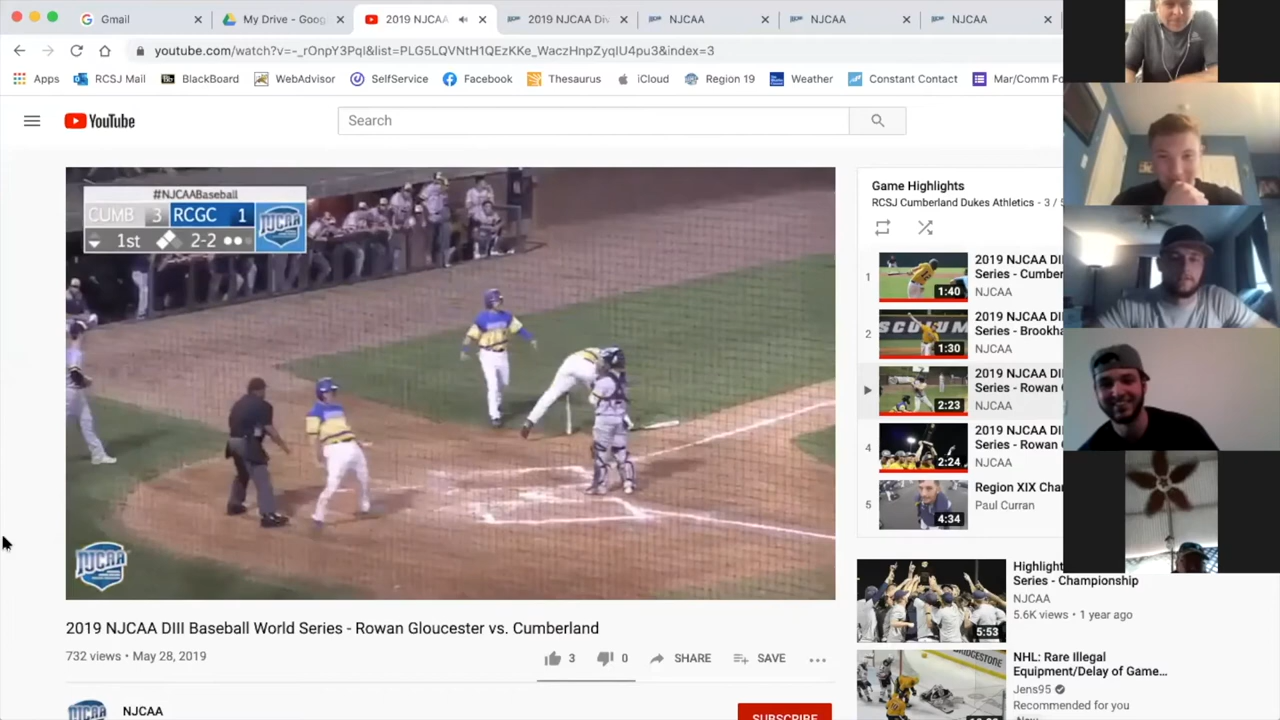 Gmail
My Drive - Goog
2019 NJCAA
2019 NJCAA Div
NJCAA
NJCAA
NJCAA
youtube.com/watch?v=-_rOnpY3PqI&list=PLG5LQVNtH1QEzKKe_WaczHnpZyqIU4pu3&index=3
Apps
RCSJ Mail
BlackBoard
WebAdvisor
SelfService
Facebook
Thesaurus
iCloud
Region 19
Weather
Constant Contact
Mar/Comm Fo
YouTube
Search
#NJCAABaseball
CUMB 3 RCGC 1
1st 2-2
NJCAA
NJCAA
Game Highlights
RCSJ Cumberland Dukes Athletics - 3 / 5
1
1:40
2019 NJCAA DII
Series - Cumber
NJCAA
2
1:30
2019 NJCAA DII
Series - Brookha
NJCAA
2:23
2019 NJCAA DII
Series - Rowan G
NJCAA
4
2:24
2019 NJCAA DII
Series - Rowan G
NJCAA
5
4:34
Region XIX Cha
Paul Curran
5:53
Highlight
Series - Championship
NJCAA
5.6K views • 1 year ago
BRIDGESTONE
NHL: Rare Illegal
Equipment/Delay of Game...
Jens95
Recommended for you
2019 NJCAA DIII Baseball World Series - Rowan Gloucester vs. Cumberland
732 views • May 28, 2019
3
0
SHARE
SAVE
NJCAA
SUBSCRIBE